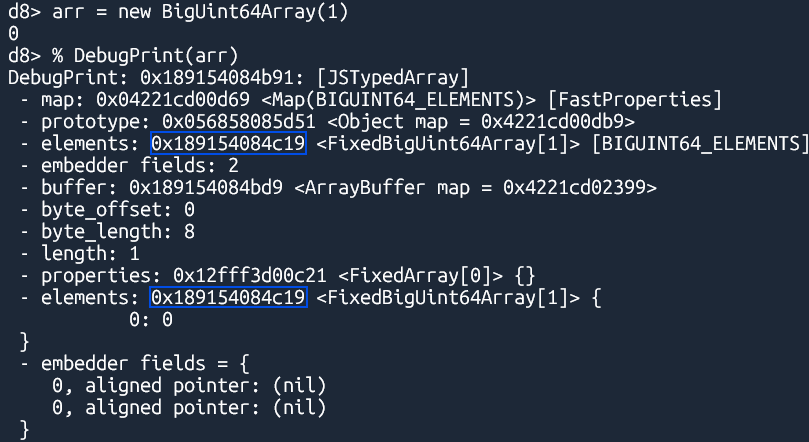 d8> arr = new BigUint64Array(1)
0
d8> % DebugPrint(arr)
DebugPrint: 0x189154084b91: [JSTypedArray]
 - map: 0x04221cd00d69 <Map(BIGUINT64_ELEMENTS)> [FastProperties]
 - prototype: 0x056858085d51 <Object map = 0x4221cd00db9>
 - elements: 0x189154084c19 <FixedBigUint64Array[1]> [BIGUINT64_ELEMENTS]
 - embedder fields: 2
 - buffer: 0x189154084bd9 <ArrayBuffer map = 0x4221cd02399>
 - byte_offset: 0
 - byte_length: 8
 - length: 1
 - properties: 0x12fff3d00c21 <FixedArray[0]> {}
 - elements: 0x189154084c19 <FixedBigUint64Array[1]> {
           0: 0
 }
 - embedder fields = {
    0, aligned pointer: (nil)
    0, aligned pointer: (nil)
 }